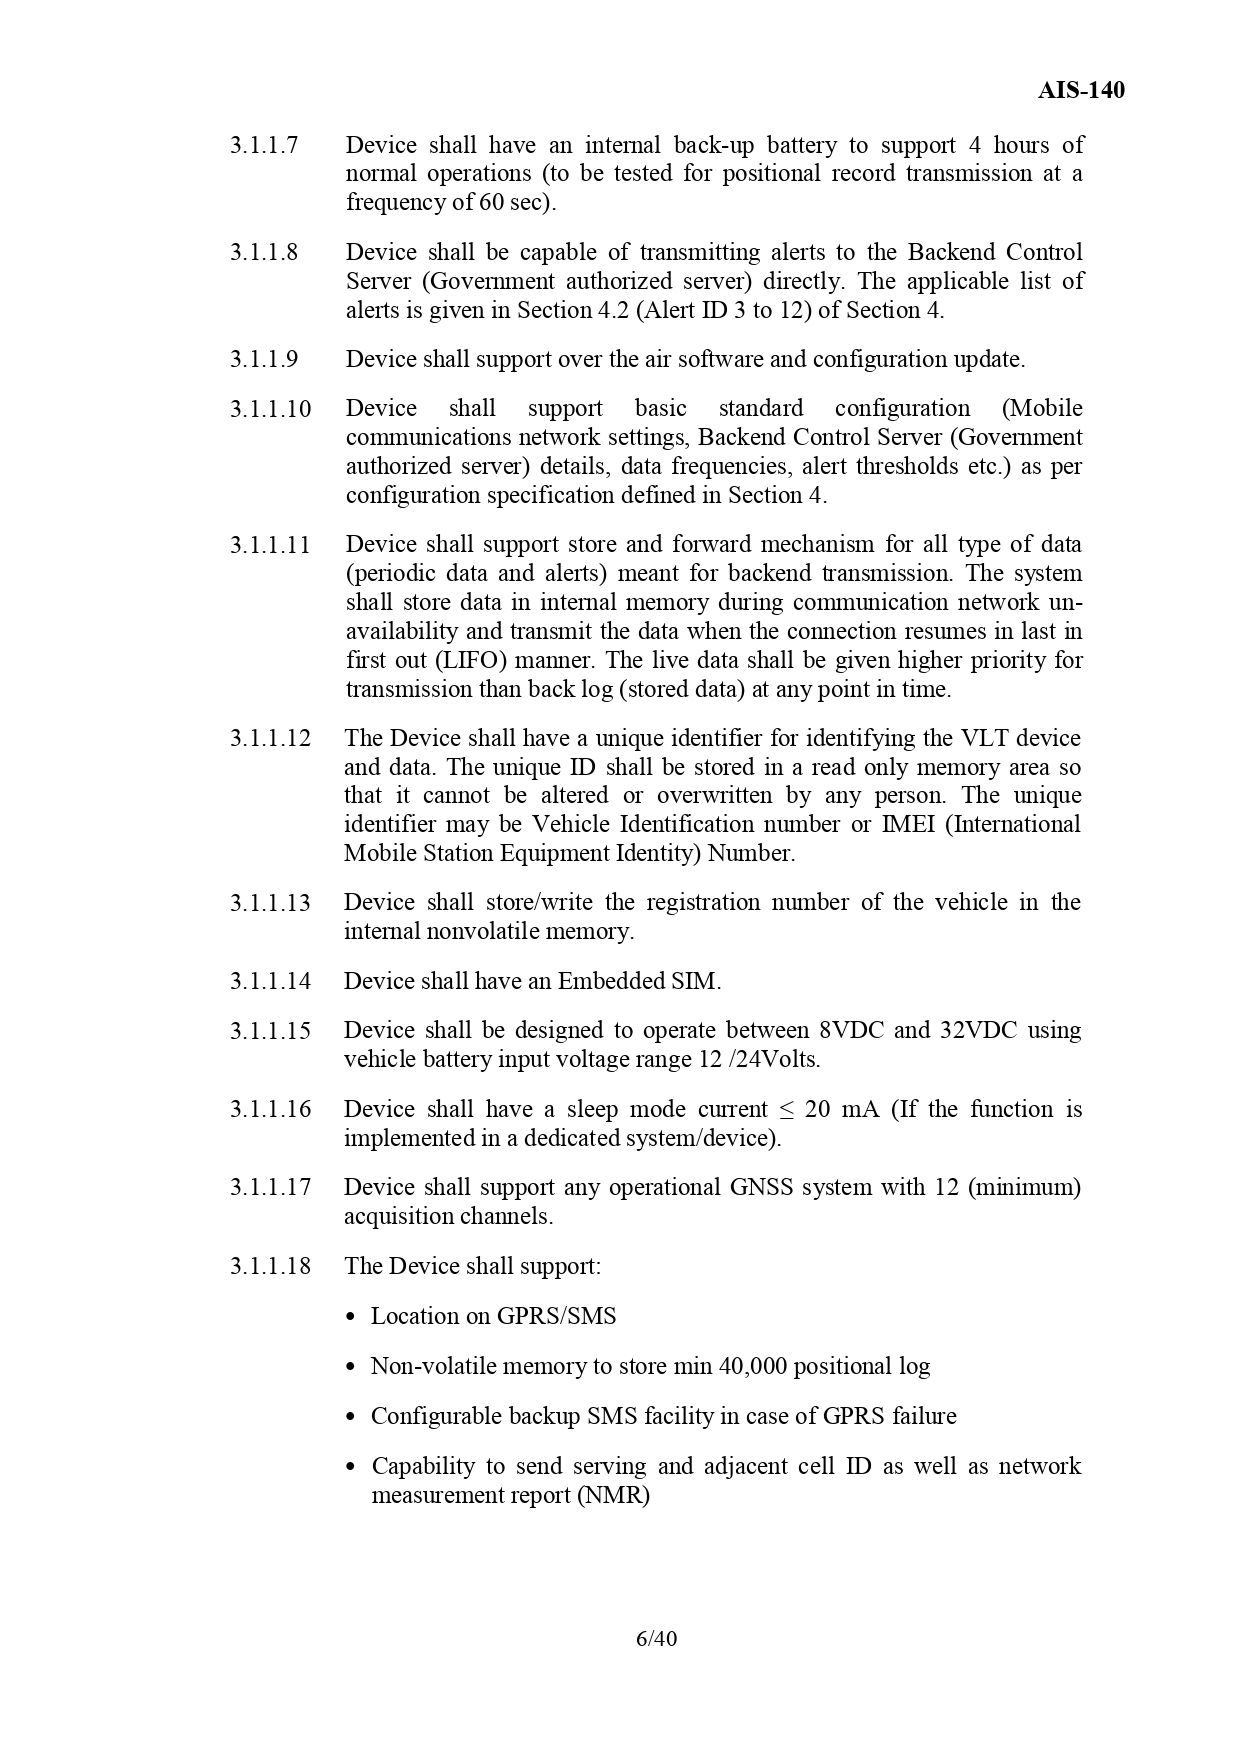 AIS-140
3.1.1.7 Device shall have an internal back-up battery to support 4 hours of
normal operations (to be tested for positional record transmission at a
frequency of 60 sec).
3.1.1.8 Device shall be capable of transmitting alerts to the Backend Control
Server (Government authorized server) directly. The applicable list of
alerts is given in Section 4.2 (Alert ID 3 to 12) of Section 4.
3.1.1.9 Device shall support over the air software and configuration update.
3.1.1.10 Device shall support basic standard configuration (Mobile
communications network settings, Backend Control Server (Government
authorized server) details, data frequencies, alert thresholds etc.) as per
configuration specification defined in Section 4.
3.1.1.11 Device shall support store and forward mechanism for all type of data
(periodic data and alerts) meant for backend transmission. The system
shall store data in internal memory during communication network un-
availability and transmit the data when the connection resumes in last in
first out (LIFO) manner. The live data shall be given higher priority for
transmission than back log (stored data) at any point in time.
3.1.1.12 The Device shall have a unique identifier for identifying the VLT device
and data. The unique ID shall be stored in a read only memory area so
that it cannot be altered or overwritten by any person. The unique
identifier may be Vehicle Identification number or IMEI (International
Mobile Station Equipment Identity) Number.
3.1.1.13 Device shall store/write the registration number of the vehicle in the
internal nonvolatile memory.
3.1.1.14 Device shall have an Embedded SIM.
3.1.1.15 Device shall be designed to operate between 8VDC and 32VDC using
vehicle battery input voltage range 12 /24Volts.
3.1.1.16 Device shall have a sleep mode current ≤ 20 mA (If the function is
implemented in a dedicated system/device).
3.1.1.17 Device shall support any operational GNSS system with 12 (minimum)
acquisition channels.
3.1.1.18 The Device shall support:
• Location on GPRS/SMS
• Non-volatile memory to store min 40,000 positional log
• Configurable backup SMS facility in case of GPRS failure
• Capability to send serving and adjacent cell ID as well as network
measurement report (NMR)
6/40